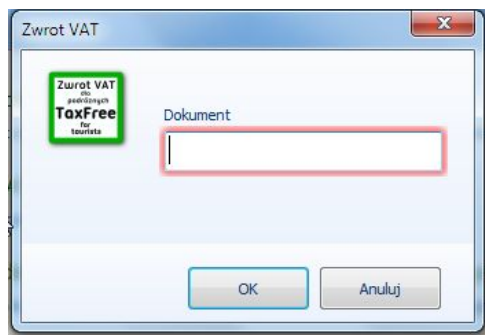 Zwrot VAT
Zwrot VAT
dla
podróżnych
TaxFree
for
tourists
Dokument
OK
Anuluj